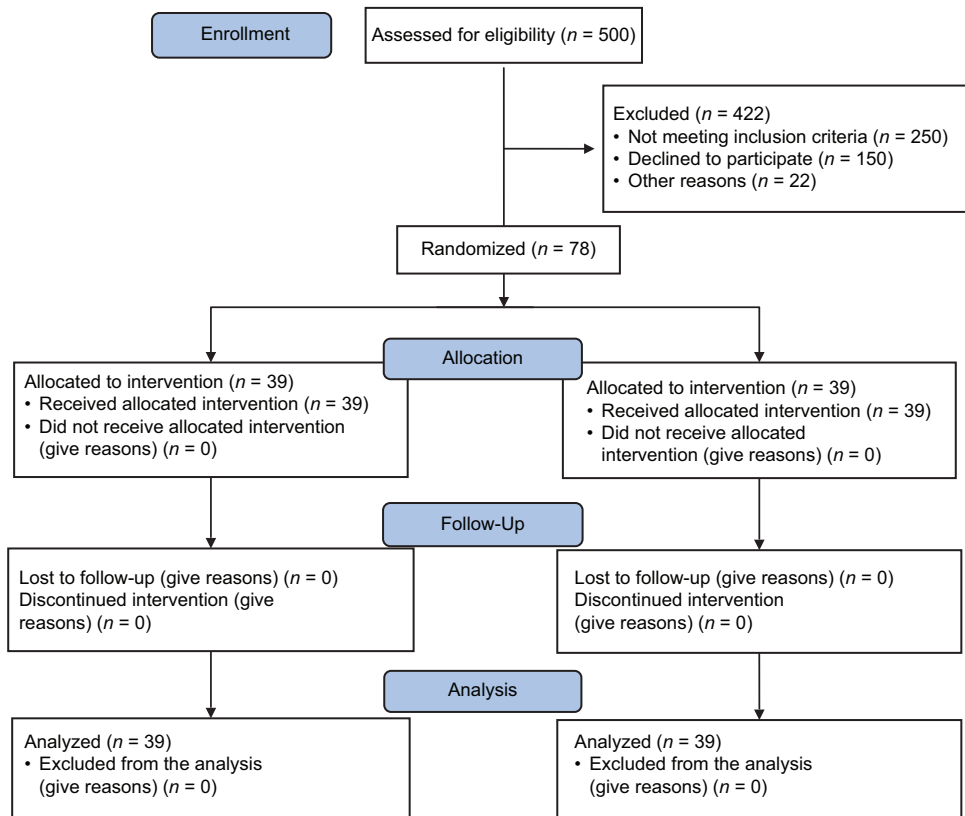 Enrollment
Assessed for eligibility (n = 500)
Excluded (n = 422)
• Not meeting inclusion criteria (n = 250)
• Declined to participate (n = 150)
• Other reasons (n = 22)
Randomized (n = 78)
Allocation
Allocated to intervention (n = 39)
• Received allocated intervention (n = 39)
• Did not receive allocated intervention
(give reasons) (n = 0)
Allocated to intervention (n = 39)
• Received allocated intervention (n = 39)
• Did not receive allocated
intervention (give reasons) (n = 0)
Follow-Up
Lost to follow-up (give reasons) (n = 0)
Discontinued intervention (give
reasons) (n = 0)
Lost to follow-up (give reasons) (n = 0)
Discontinued intervention
(give reasons) (n = 0)
Analysis
Analyzed (n = 39)
• Excluded from the analysis
(give reasons) (n = 0)
Analyzed (n = 39)
• Excluded from the analysis
(give reasons) (n = 0)